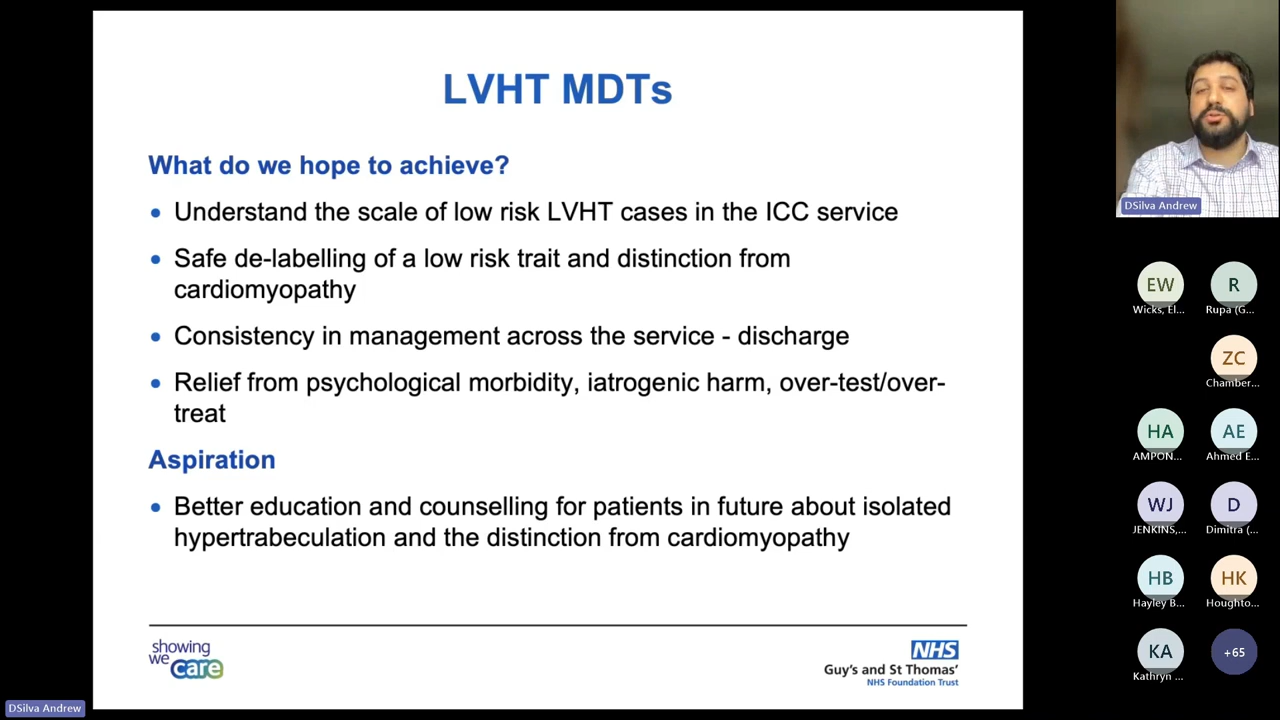 LVHT MDTs
What do we hope to achieve?
• Understand the scale of low risk LVHT cases in the ICC service
• Safe de-labelling of a low risk trait and distinction from
cardiomyopathy
• Consistency in management across the service - discharge
• Relief from psychological morbidity, iatrogenic harm, over-test/over-
treat
Aspiration
• Better education and counselling for patients in future about isolated
hypertrabeculation and the distinction from cardiomyopathy
showing
we care
NHS
Guy's and St Thomas'
NHS Foundation Trust
DSilva Andrew
DSilva Andrew
EW
Wicks, El...
R
Rupa (G...
ZC
Chamber...
HA
AMPON...
AE
Ahmed E...
WJ
JENKINS,...
D
Dimitra (...
HB
Hayley B...
HK
Houghto...
KA
Kathryn ...
+65